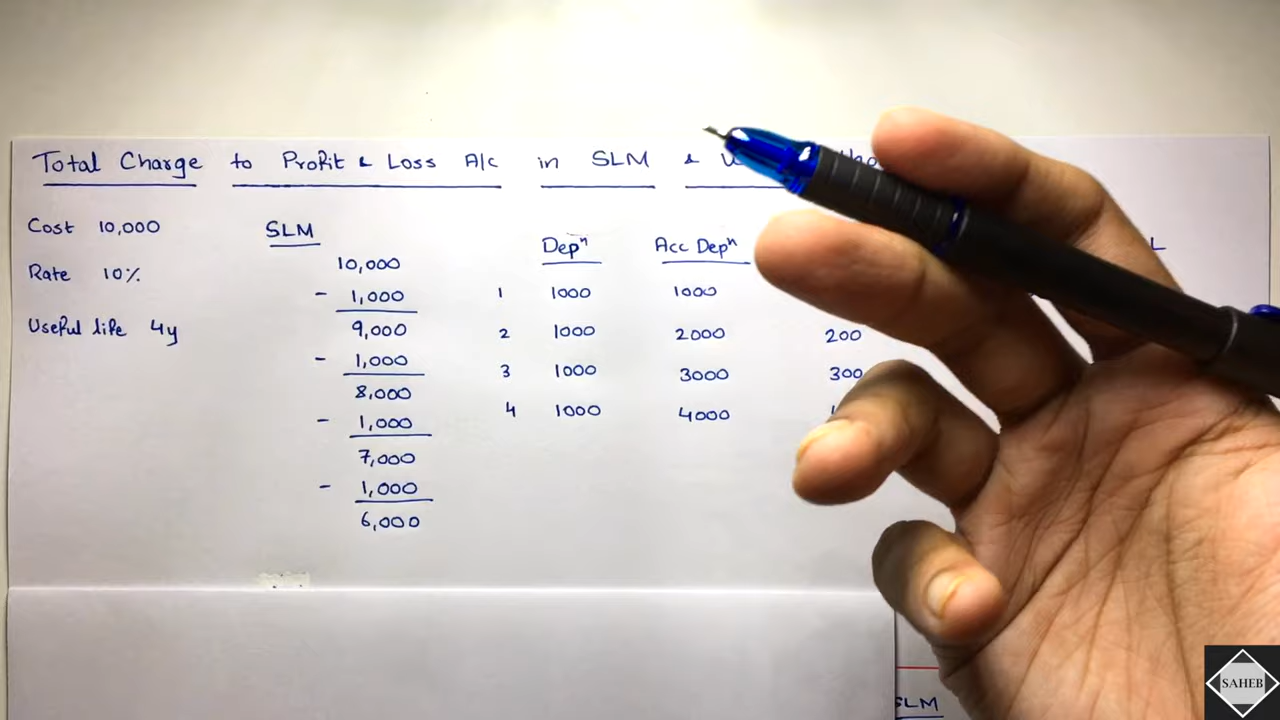 Total Charge to Profit & Loss A/c in SLM &
Cost 10,000
Rate 10%
Useful life 4y
SLM
10,000
- 1,000
9,000
- 1,000
8,000
- 1,000
7,000
- 1,000
6,000
Depⁿ Acc Depⁿ
1 1000 1000
2 1000 2000 200
3 1000 3000 300
4 1000 4000
SLM
SAHEB